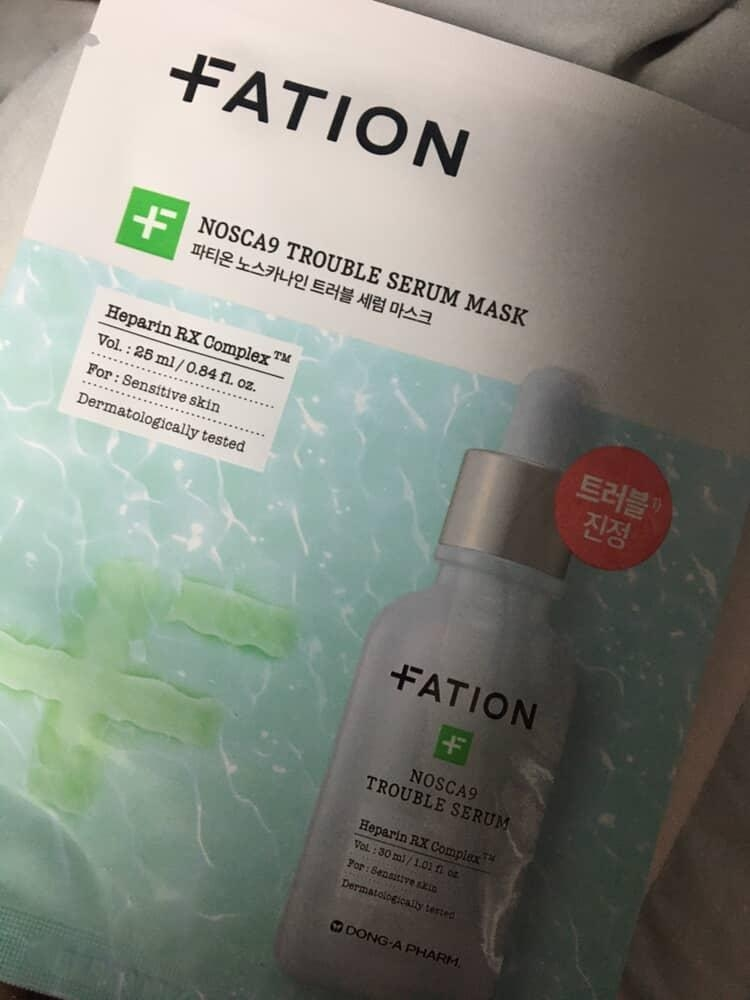 FATION
NOSCA9 TROUBLE SERUM MASK
파티온 노스카나인 트러블 세럼 마스크
Heparin RX Complex™
Vol. : 25 ml / 0.84 fl. oz.
For : Sensitive skin
Dermatologically tested
트러블¹⁾
진정
FATION
NOSCA9
TROUBLE SERUM
Heparin RX Complex™
Vol. : 30 ml / 1.01 fl. oz.
For : Sensitive skin
Dermatologically tested
DONG-A PHARM.